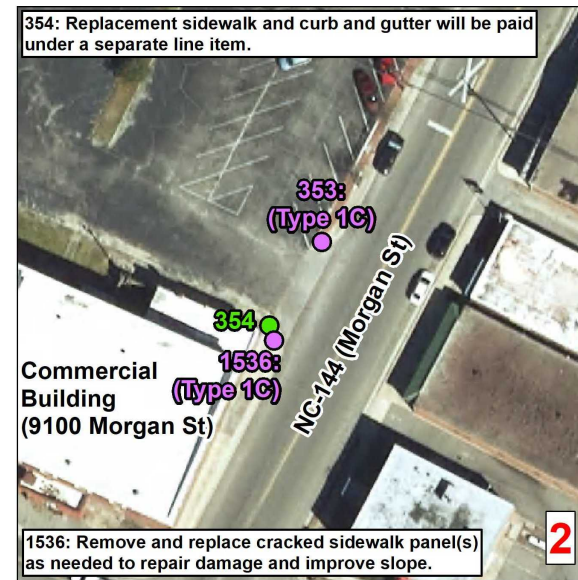 354: Replacement sidewalk and curb and gutter will be paid
under a separate line item.
353:
(Type 1C)
354
1536:
(Type 1C)
NC-144 (Morgan St)
Commercial
Building
(9100 Morgan St)
1536: Remove and replace cracked sidewalk panel(s)
as needed to repair damage and improve slope.
2